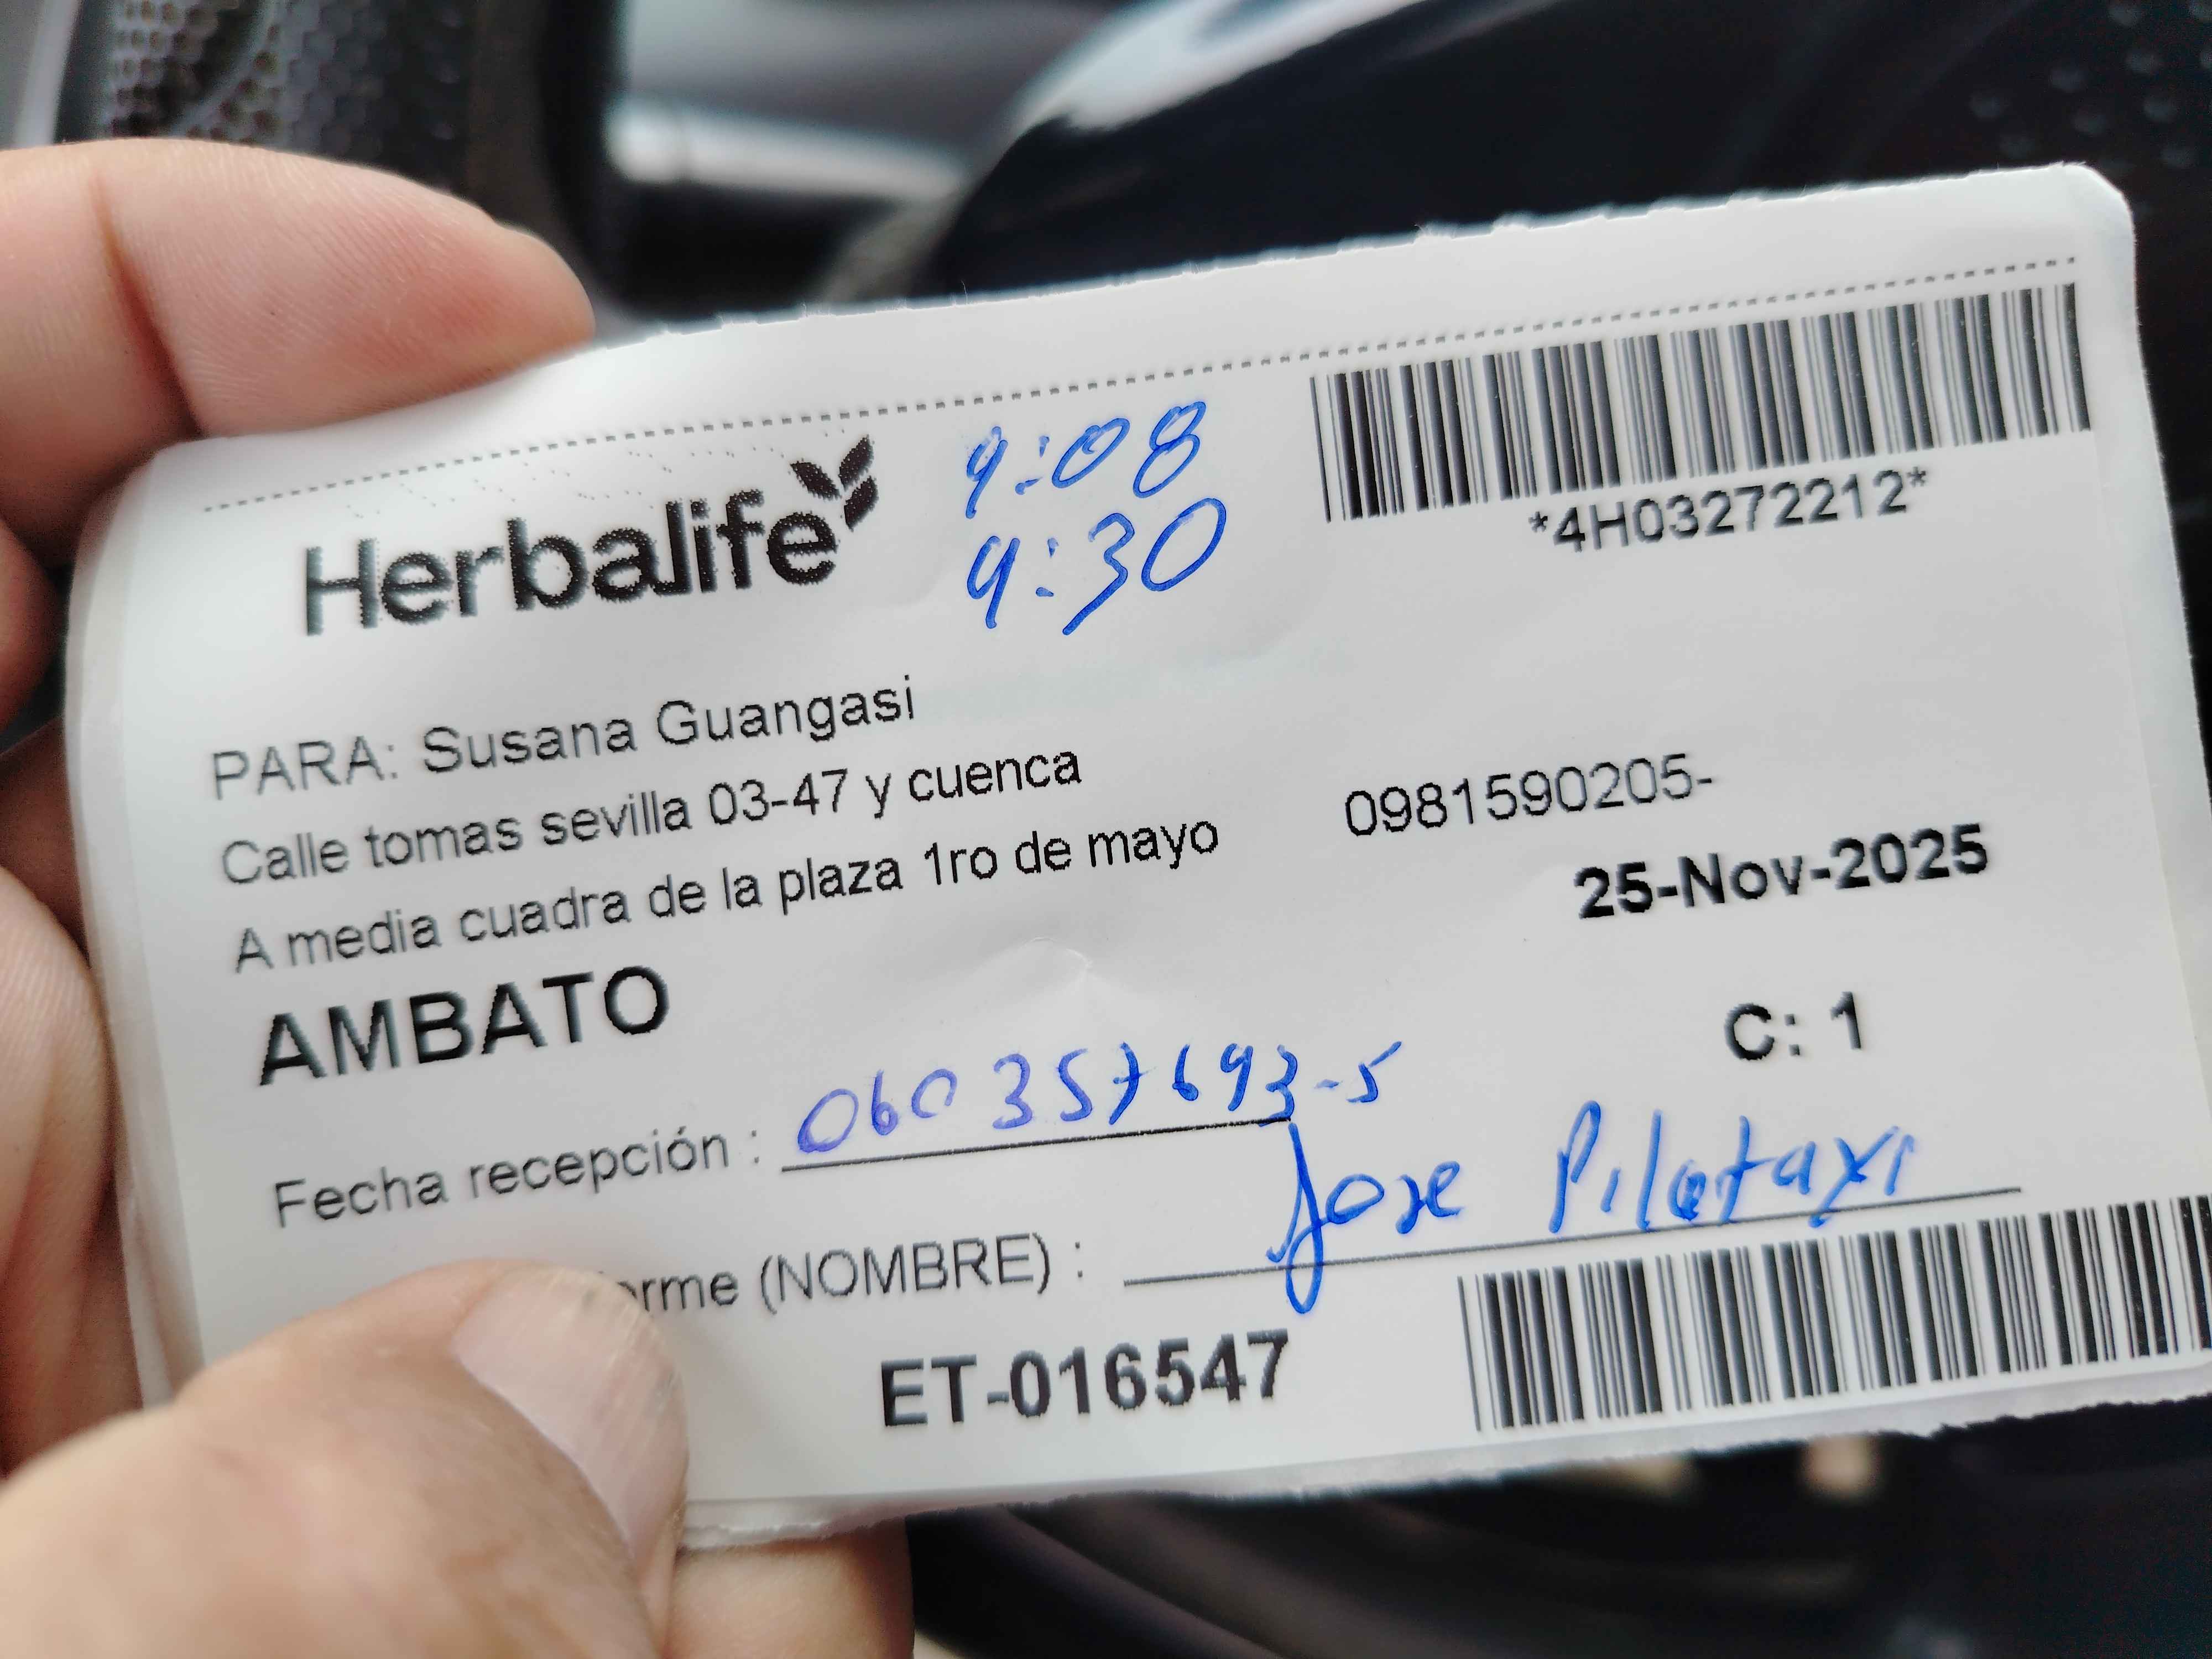 Herbalife
9:08
9:30
*4H03272212*
PARA: Susana Guangasi
Calle tomas sevilla 03-47 y cuenca
0981590205-
A media cuadra de la plaza 1ro de mayo
25-Nov-2025
AMBATO
C: 1
Fecha recepción : 060357693-5
orme (NOMBRE) : Jose Pilataxi
ET-016547